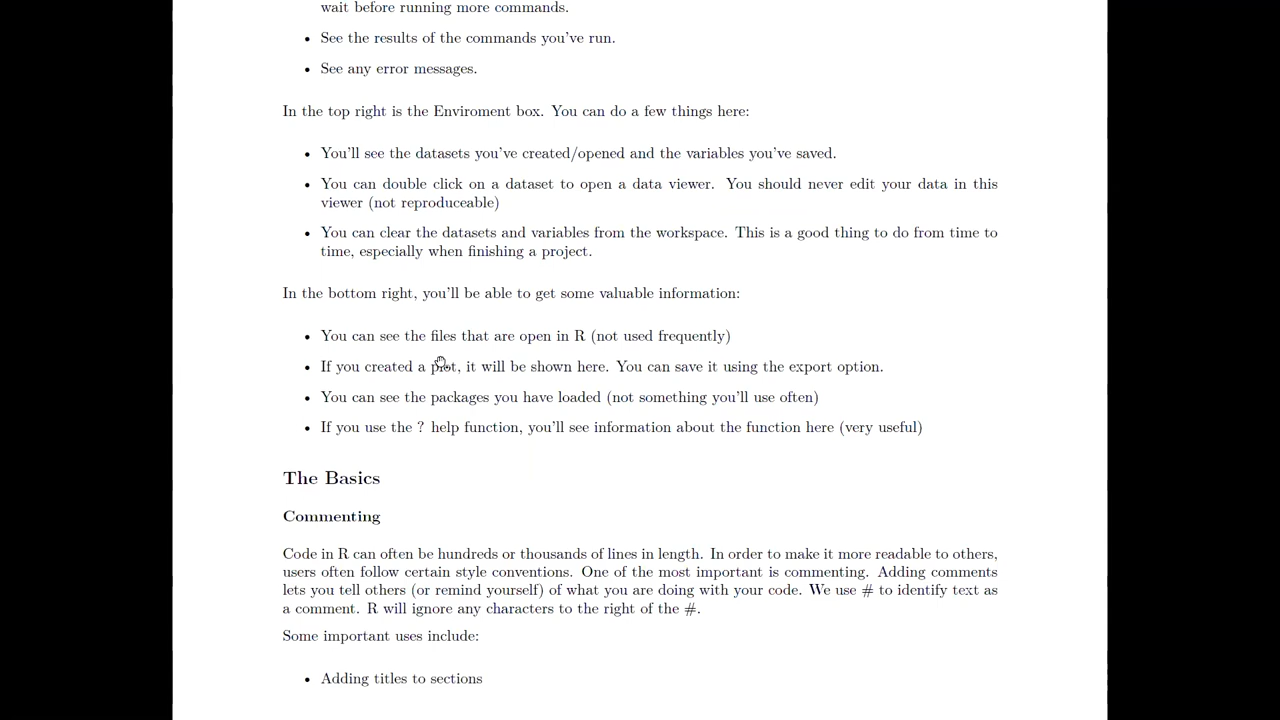 wait before running more commands.
• See the results of the commands you've run.
• See any error messages.
In the top right is the Enviroment box. You can do a few things here:
• You'll see the datasets you've created/opened and the variables you've saved.
• You can double click on a dataset to open a data viewer. You should never edit your data in this
viewer (not reproduceable)
• You can clear the datasets and variables from the workspace. This is a good thing to do from time to
time, especially when finishing a project.
In the bottom right, you'll be able to get some valuable information:
• You can see the files that are open in R (not used frequently)
• If you created a plot, it will be shown here. You can save it using the export option.
• You can see the packages you have loaded (not something you'll use often)
• If you use the ? help function, you'll see information about the function here (very useful)
The Basics
Commenting
Code in R can often be hundreds or thousands of lines in length. In order to make it more readable to others,
users often follow certain style conventions. One of the most important is commenting. Adding comments
lets you tell others (or remind yourself) of what you are doing with your code. We use # to identify text as
a comment. R will ignore any characters to the right of the #.
Some important uses include:
• Adding titles to sections